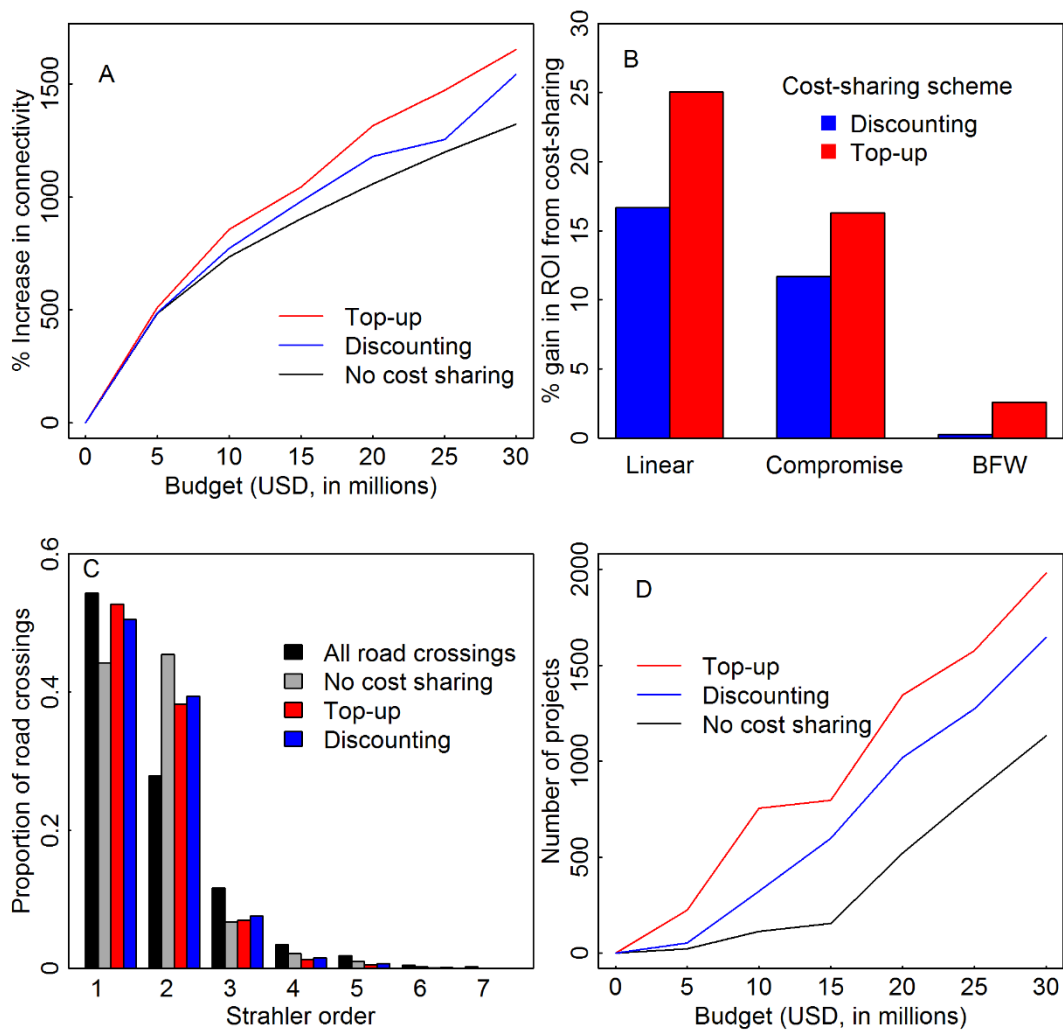 A
% Increase in connectivity
0
500
1000
1500
Top-up
Discounting
No cost sharing
0 5 10 15 20 25 30
Budget (USD, in millions)
B
% gain in ROI from cost-sharing
0 5 10 15 20 25 30
Cost-sharing scheme
Discounting
Top-up
Linear Compromise BFW
C
Proportion of road crossings
0 0.2 0.4 0.6
All road crossings
No cost sharing
Top-up
Discounting
1 2 3 4 5 6 7
Strahler order
D
Number of projects
0 500 1000 1500 2000
Top-up
Discounting
No cost sharing
0 5 10 15 20 25 30
Budget (USD, in millions)